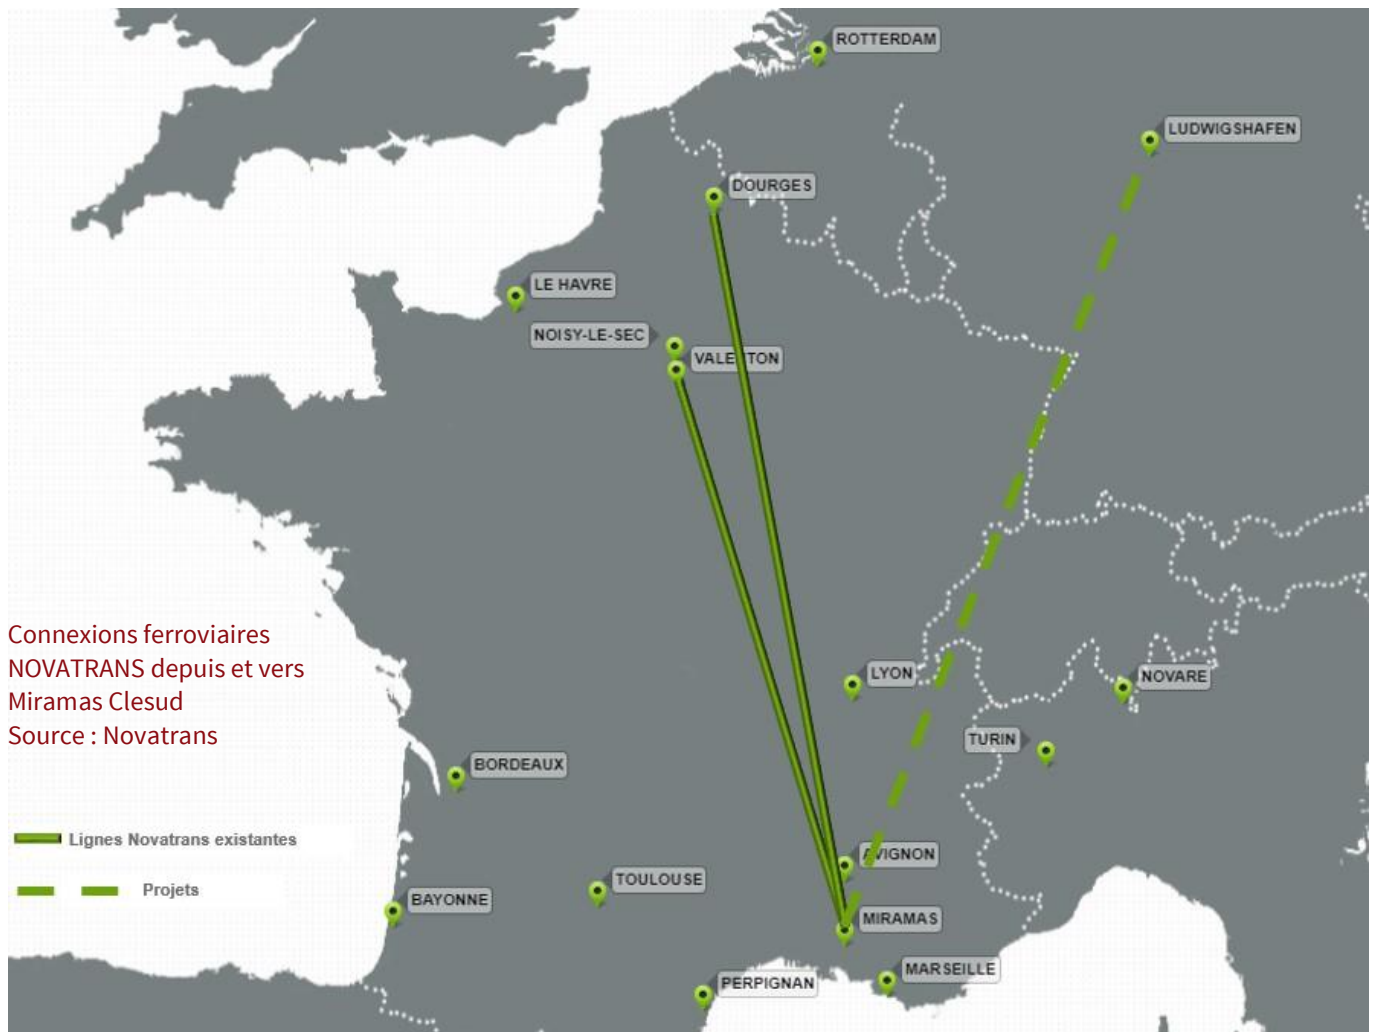 ROTTERDAM
LUDWIGSHAFEN
DOURGES
LE HAVRE
NOISY-LE-SEC
VALENTON
Connexions ferroviaires
NOVATRANS depuis et vers
Miramas Clesud
Source : Novatrans
LYON
NOVARE
TURIN
BORDEAUX
Lignes Novatrans existantes
AVIGNON
Projets
TOULOUSE
BAYONNE
MIRAMAS
MARSEILLE
PERPIGNAN